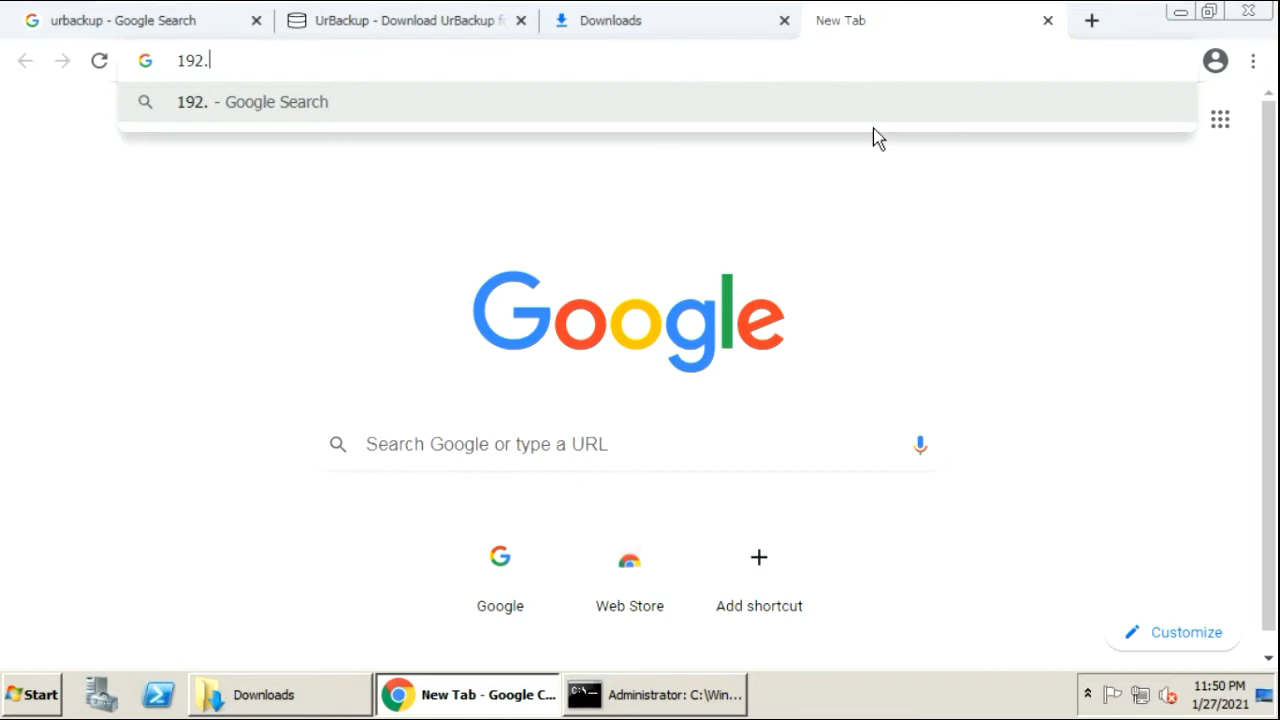 urbackup - Google Search
UrBackup - Download UrBackup fo
Downloads
New Tab
192.
192. - Google Search
Google
Search Google or type a URL
Google
Web Store
Add shortcut
Customize
Start
Downloads
New Tab - Google C...
Administrator: C:\Win...
11:50 PM
1/27/2021